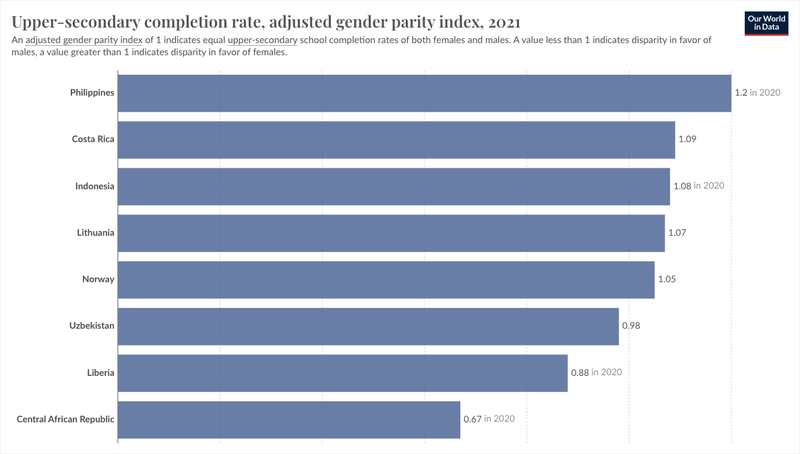 Upper-secondary completion rate, adjusted gender parity index, 2021
Our World
in Data
An adjusted gender parity index of 1 indicates equal upper-secondary school completion rates of both females and males. A value less than 1 indicates disparity in favor of
males, a value greater than 1 indicates disparity in favor of females.
Philippines 1.2 in 2020
Costa Rica 1.09
Indonesia 1.08 in 2020
Lithuania 1.07
Norway 1.05
Uzbekistan 0.98
Liberia 0.88 in 2020
Central African Republic 0.67 in 2020